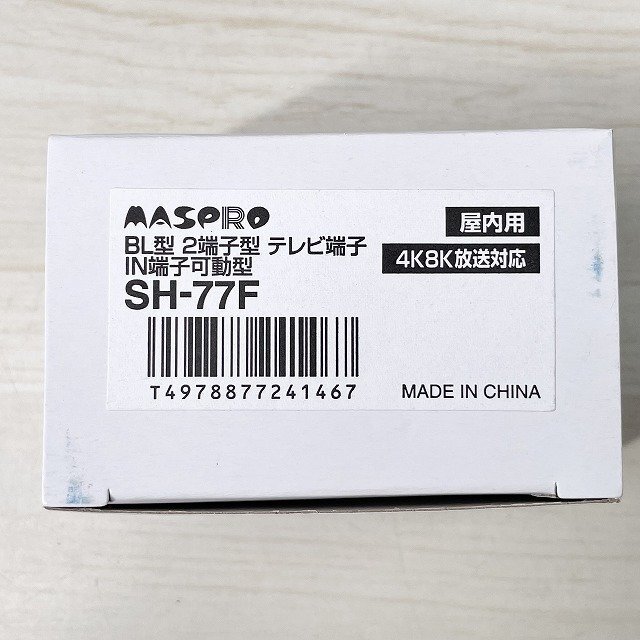 MASPRO
屋内用
BL型 2端子型 テレビ端子
IN端子可動型
4K8K放送対応
SH-77F
T4978877241467
MADE IN CHINA